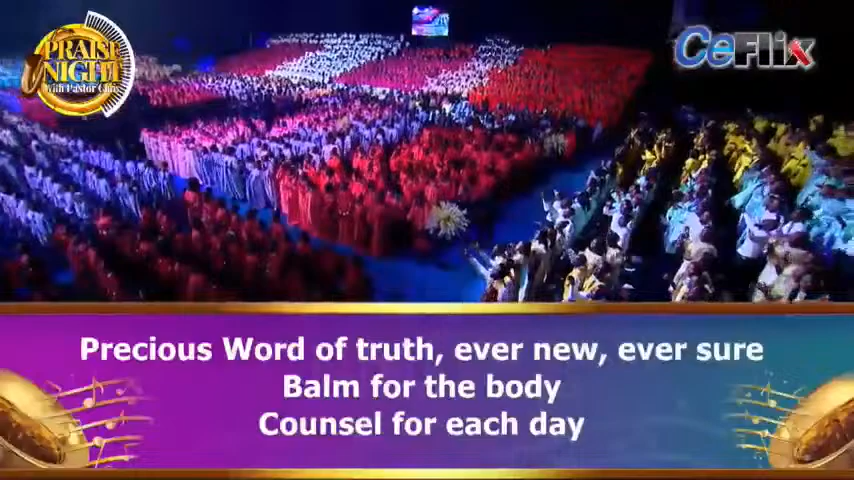 PRAISE
NIGHT
With Pastor Chris
CeFlix
Precious Word of truth, ever new, ever sure
Balm for the body
Counsel for each day